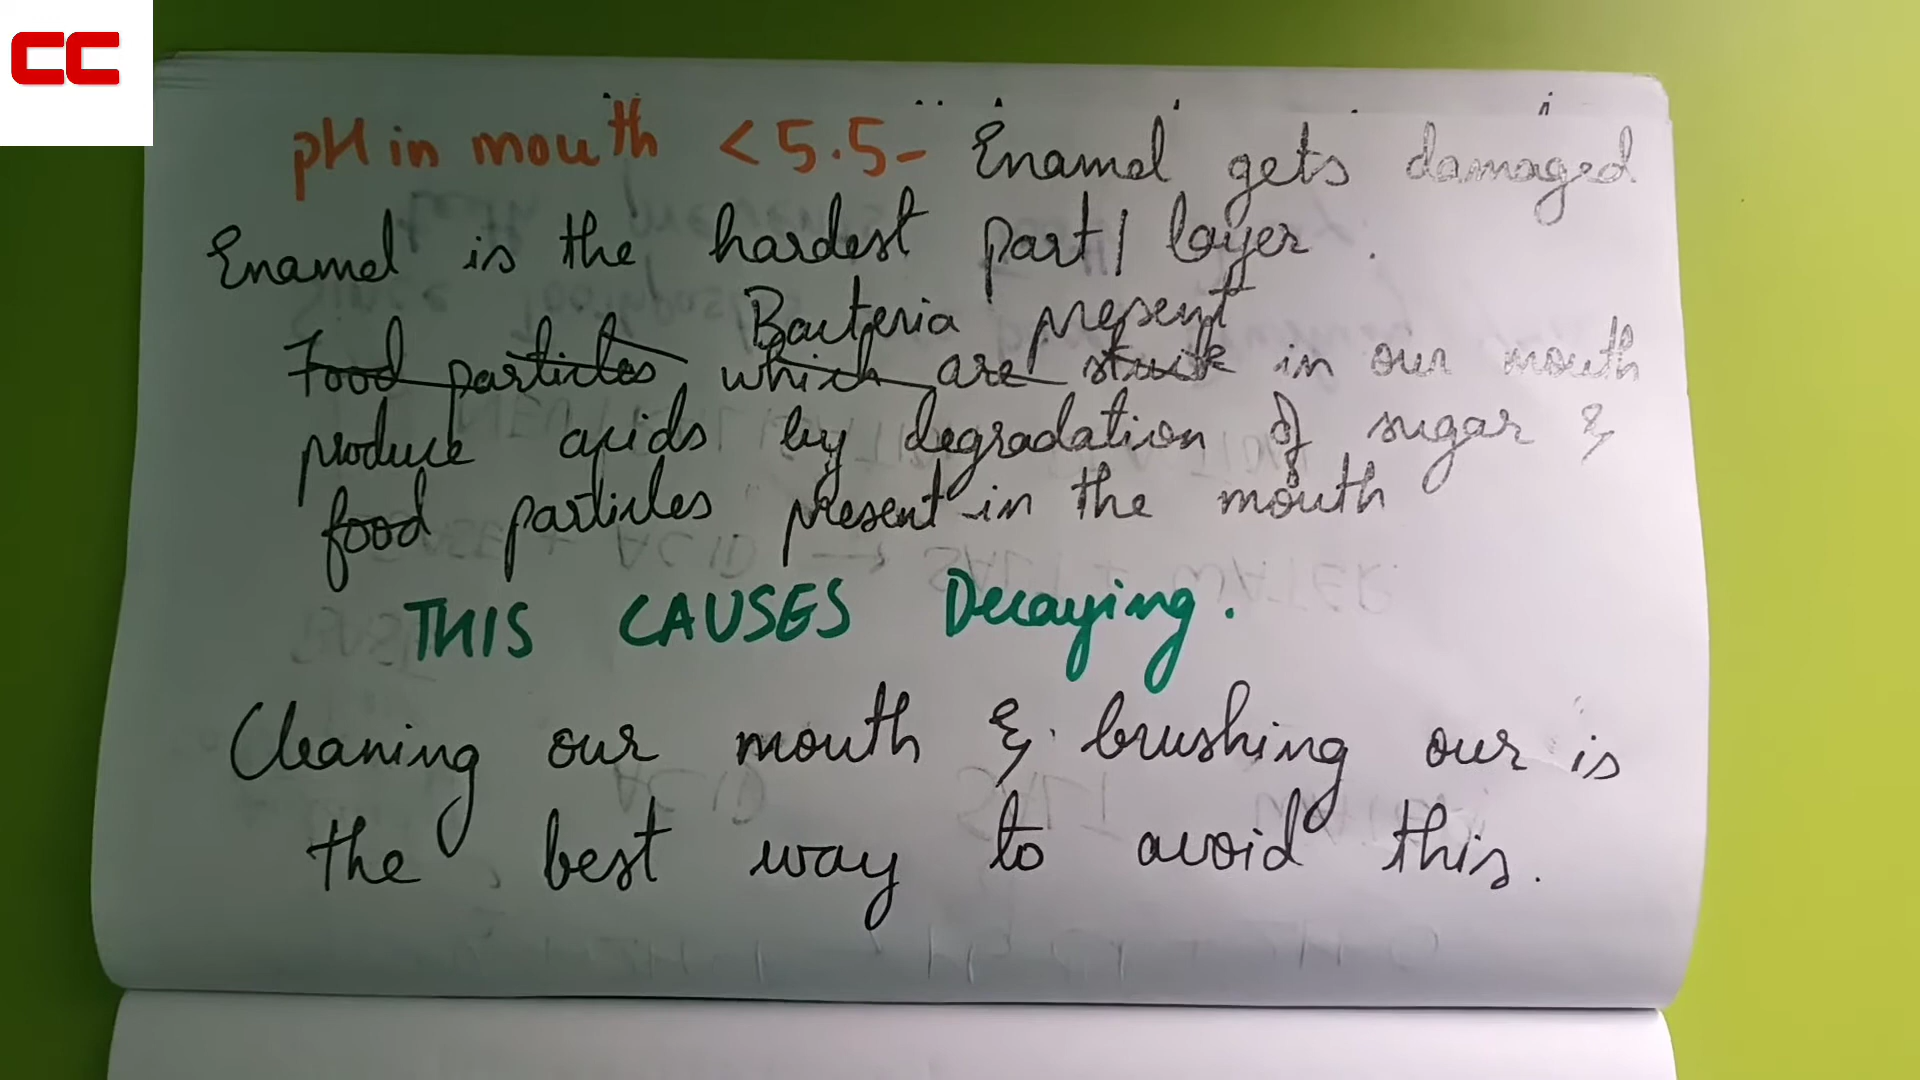 CC
pH in mouth < 5.5 - Enamel gets damaged
Enamel is the hardest part/layer.
Bacteria present
Food particles, which are stuck in our mouth
produce acids by degradation of sugar &
food particles present in the mouth
THIS CAUSES Decaying.
Cleaning our mouth & brushing our is
the best way to avoid this.